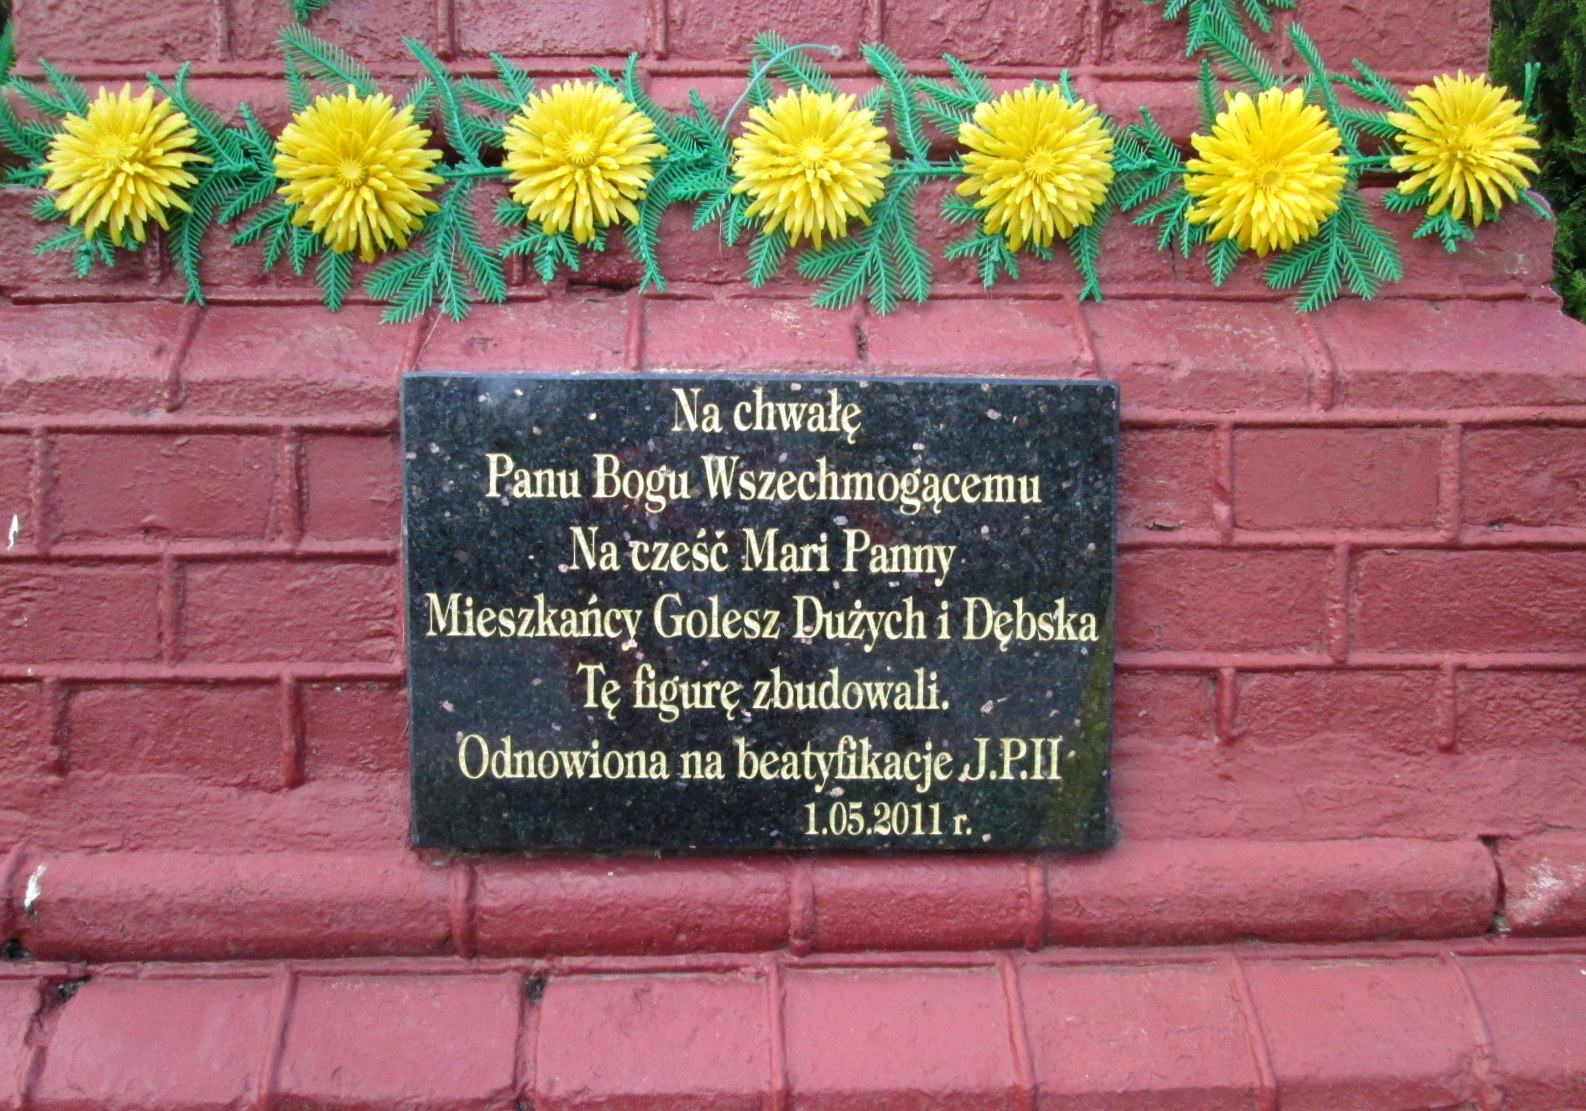 Na chwałę
Panu Bogu Wszechmogącemu
Na cześć Mari Panny
Mieszkańcy Golesz Dużych i Dębska
Tę figurę zbudowali.
Odnowiona na beatyfikacje J.P.II
1.05.2011 r.